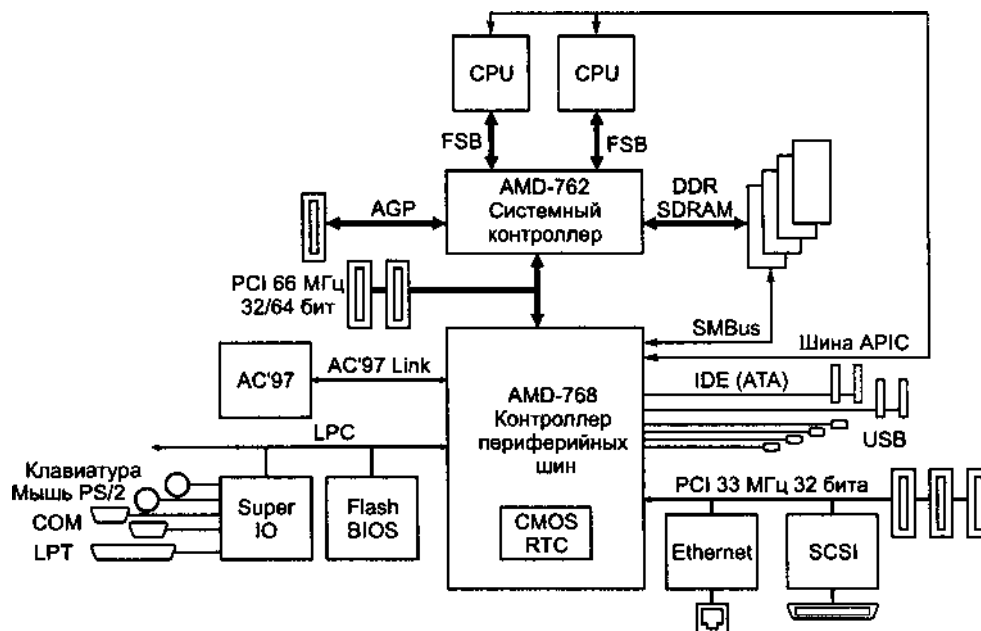 CPU
CPU
FSB
FSB
AMD-762
Системный
контроллер
AGP
DDR
SDRAM
PCI 66 МГц
32/64 бит
SMBus
Шина APIC
AC'97
AC'97 Link
AMD-768
Контроллер
периферийных
шин
IDE (ATA)
USB
LPC
Клавиатура
Мышь PS/2
COM
LPT
Super
IO
Flash
BIOS
CMOS
RTC
PCI 33 МГц 32 бита
Ethernet
SCSI